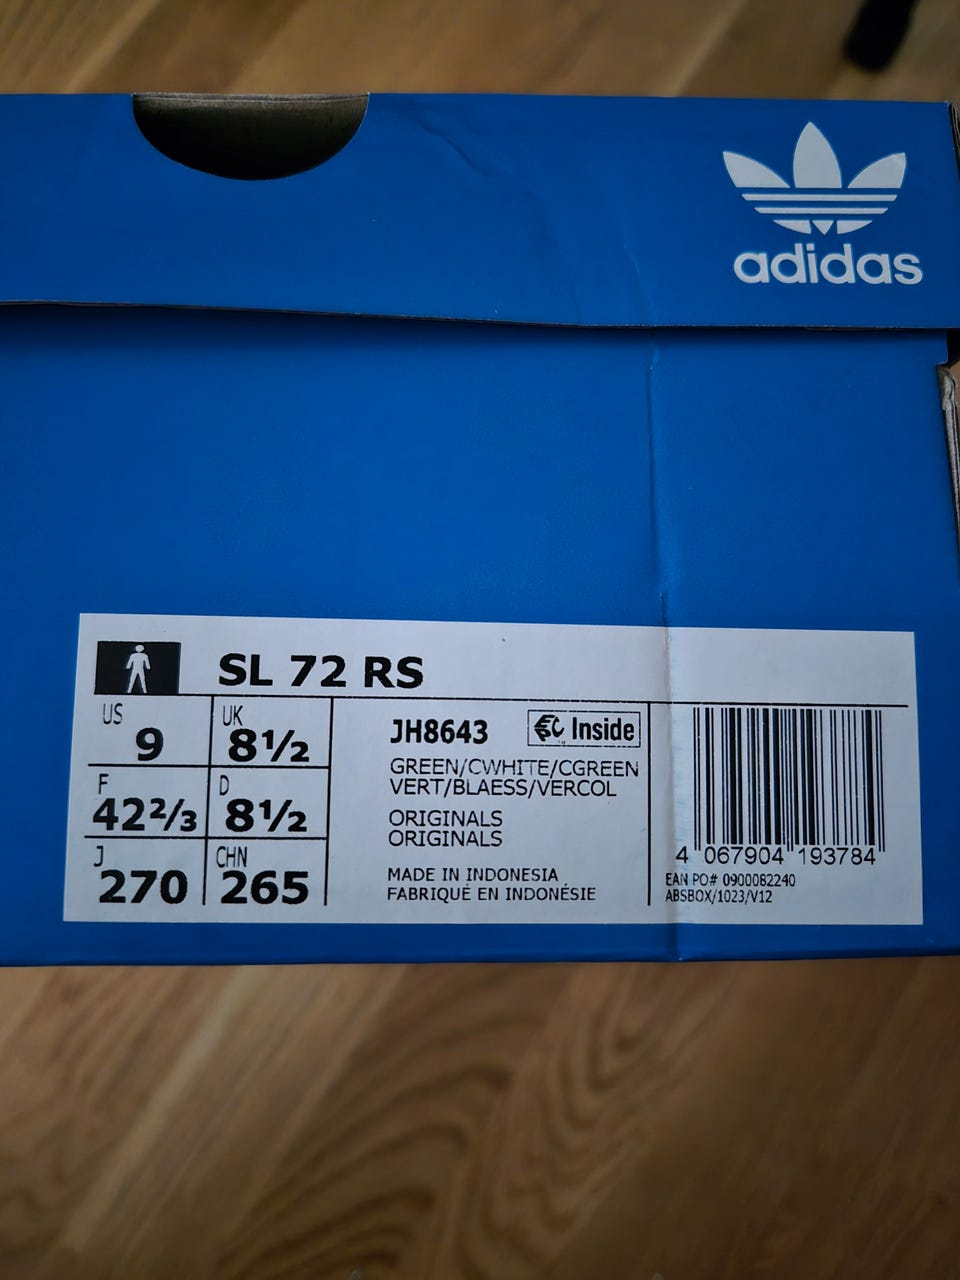 adidas
SL 72 RS
US
9
UK
8½
F
42⅔
D
8½
J
270
CHN
265
JH8643
Inside
GREEN/CWHITE/CGREEN
VERT/BLAESS/VERCOL
ORIGINALS
ORIGINALS
MADE IN INDONESIA
FABRIQUÉ EN INDONÉSIE
4 067904 193784
EAN PO# 0900082240
ABSBOX/1023/V12